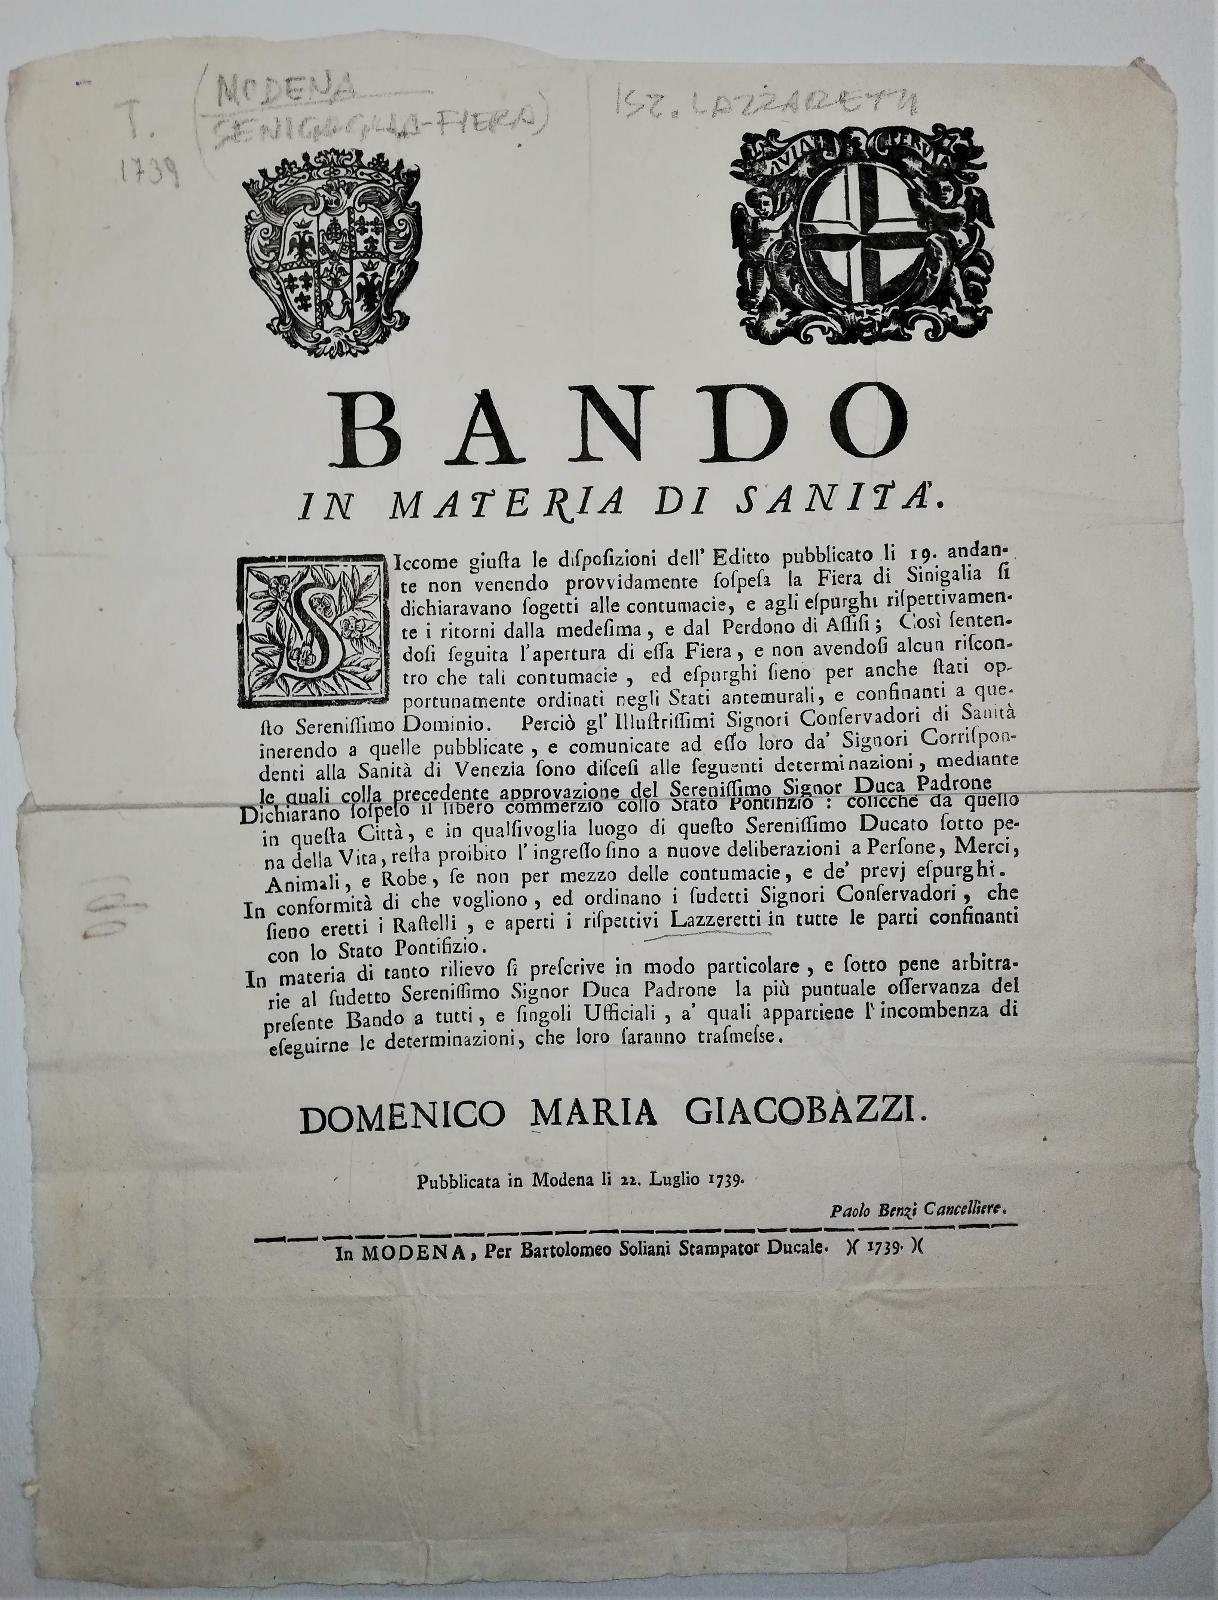 T. (MODENA
SENIGAGLIA-FIERA)
1739
IST. LAZZARETTI
AVIA PERVIA
BANDO
IN MATERIA DI SANITA'.
SIccome giuſta le diſpoſizioni dell' Editto pubblicato li 19. andan-
te non venendo provvidamente ſoſpeſa la Fiera di Sinigalia ſi
dichiaravano ſogetti alle contumacie, e agli eſpurghi riſpettivamen-
te i ritorni dalla medeſima, e dal Perdono di Aſſiſi; Così ſenten-
doſi ſeguita l'apertura di eſſa Fiera, e non avendoſi alcun riſcon-
tro che tali contumacie, ed eſpurghi ſieno per anche ſtati op-
portunamente ordinati negli Stati antemurali, e confinanti a que-
ſto Sereniſſimo Dominio. Perciò gl' Illuſtriſſimi Signori Conſervadori di Sanità
inerendo a quelle pubblicate, e comunicate ad eſſo loro da' Signori Corriſpon-
denti alla Sanità di Venezia ſono diſceſi alle ſeguenti determinazioni, mediante
le quali colla precedente approvazione del Sereniſſimo Signor Duca Padrone
Dichiarano ſoſpeſo il libero commerzio collo Stato Pontifizio: coſicchè da quello
in queſta Città, e in qualſivoglia luogo di queſto Sereniſſimo Ducato ſotto pe-
na della Vita, reſta proibito l'ingreſſo ſino a nuove deliberazioni a Perſone, Merci,
Animali, e Robe, ſe non per mezzo delle contumacie, e de' prevj eſpurghi.
In conformità di che vogliono, ed ordinano i ſudetti Signori Conſervadori, che
ſieno eretti i Raſtelli, e aperti i riſpettivi Lazzeretti in tutte le parti confinanti
con lo Stato Pontifizio.
In materia di tanto rilievo ſi preſcrive in modo particolare, e ſotto pene arbitra-
rie al ſudetto Sereniſſimo Signor Duca Padrone la più puntuale oſſervanza del
preſente Bando a tutti, e ſingoli Ufficiali, a' quali appartiene l'incombenza di
eſeguirne le determinazioni, che loro ſaranno traſmeſse.
DOMENICO MARIA GIACOBAZZI.
Pubblicata in Modena li 22. Luglio 1739.
Paolo Benzi Cancelliere.
In MODENA, Per Bartolomeo Soliani Stampator Ducale. )( 1739. )(